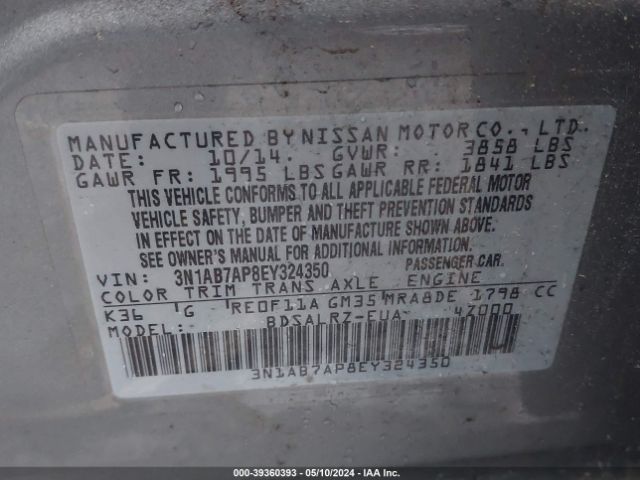 MANUFACTURED BY NISSAN MOTOR CO., LTD.
DATE: 10/14. GVWR: 3858 LBS
GAWR FR: 1995 LBS GAWR RR: 1841 LBS
THIS VEHICLE CONFORMS TO ALL APPLICABLE FEDERAL MOTOR
VEHICLE SAFETY, BUMPER AND THEFT PREVENTION STANDARDS
IN EFFECT ON THE DATE OF MANUFACTURE SHOWN ABOVE.
SEE OWNER'S MANUAL FOR ADDITIONAL INFORMATION.
VIN: 3N1AB7AP8EY324350 PASSENGER CAR.
COLOR TRIM TRANS AXLE ENGINE
K36 G RE0F11A GM35 MRA8DE 1798 CC
MODEL: BDSALRZ-EUA- 4Z000
3N1AB7AP8EY324350
000-39360393 - 05/10/2024 - IAA Inc.